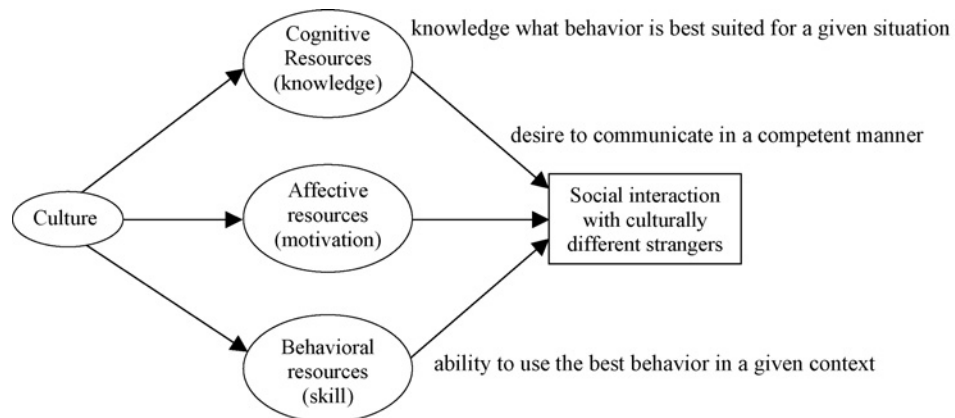 Cognitive
Resources
(knowledge)
knowledge what behavior is best suited for a given situation
desire to communicate in a competent manner
Culture
Affective
resources
(motivation)
Social interaction
with culturally
different strangers
Behavioral
resources
(skill)
ability to use the best behavior in a given context